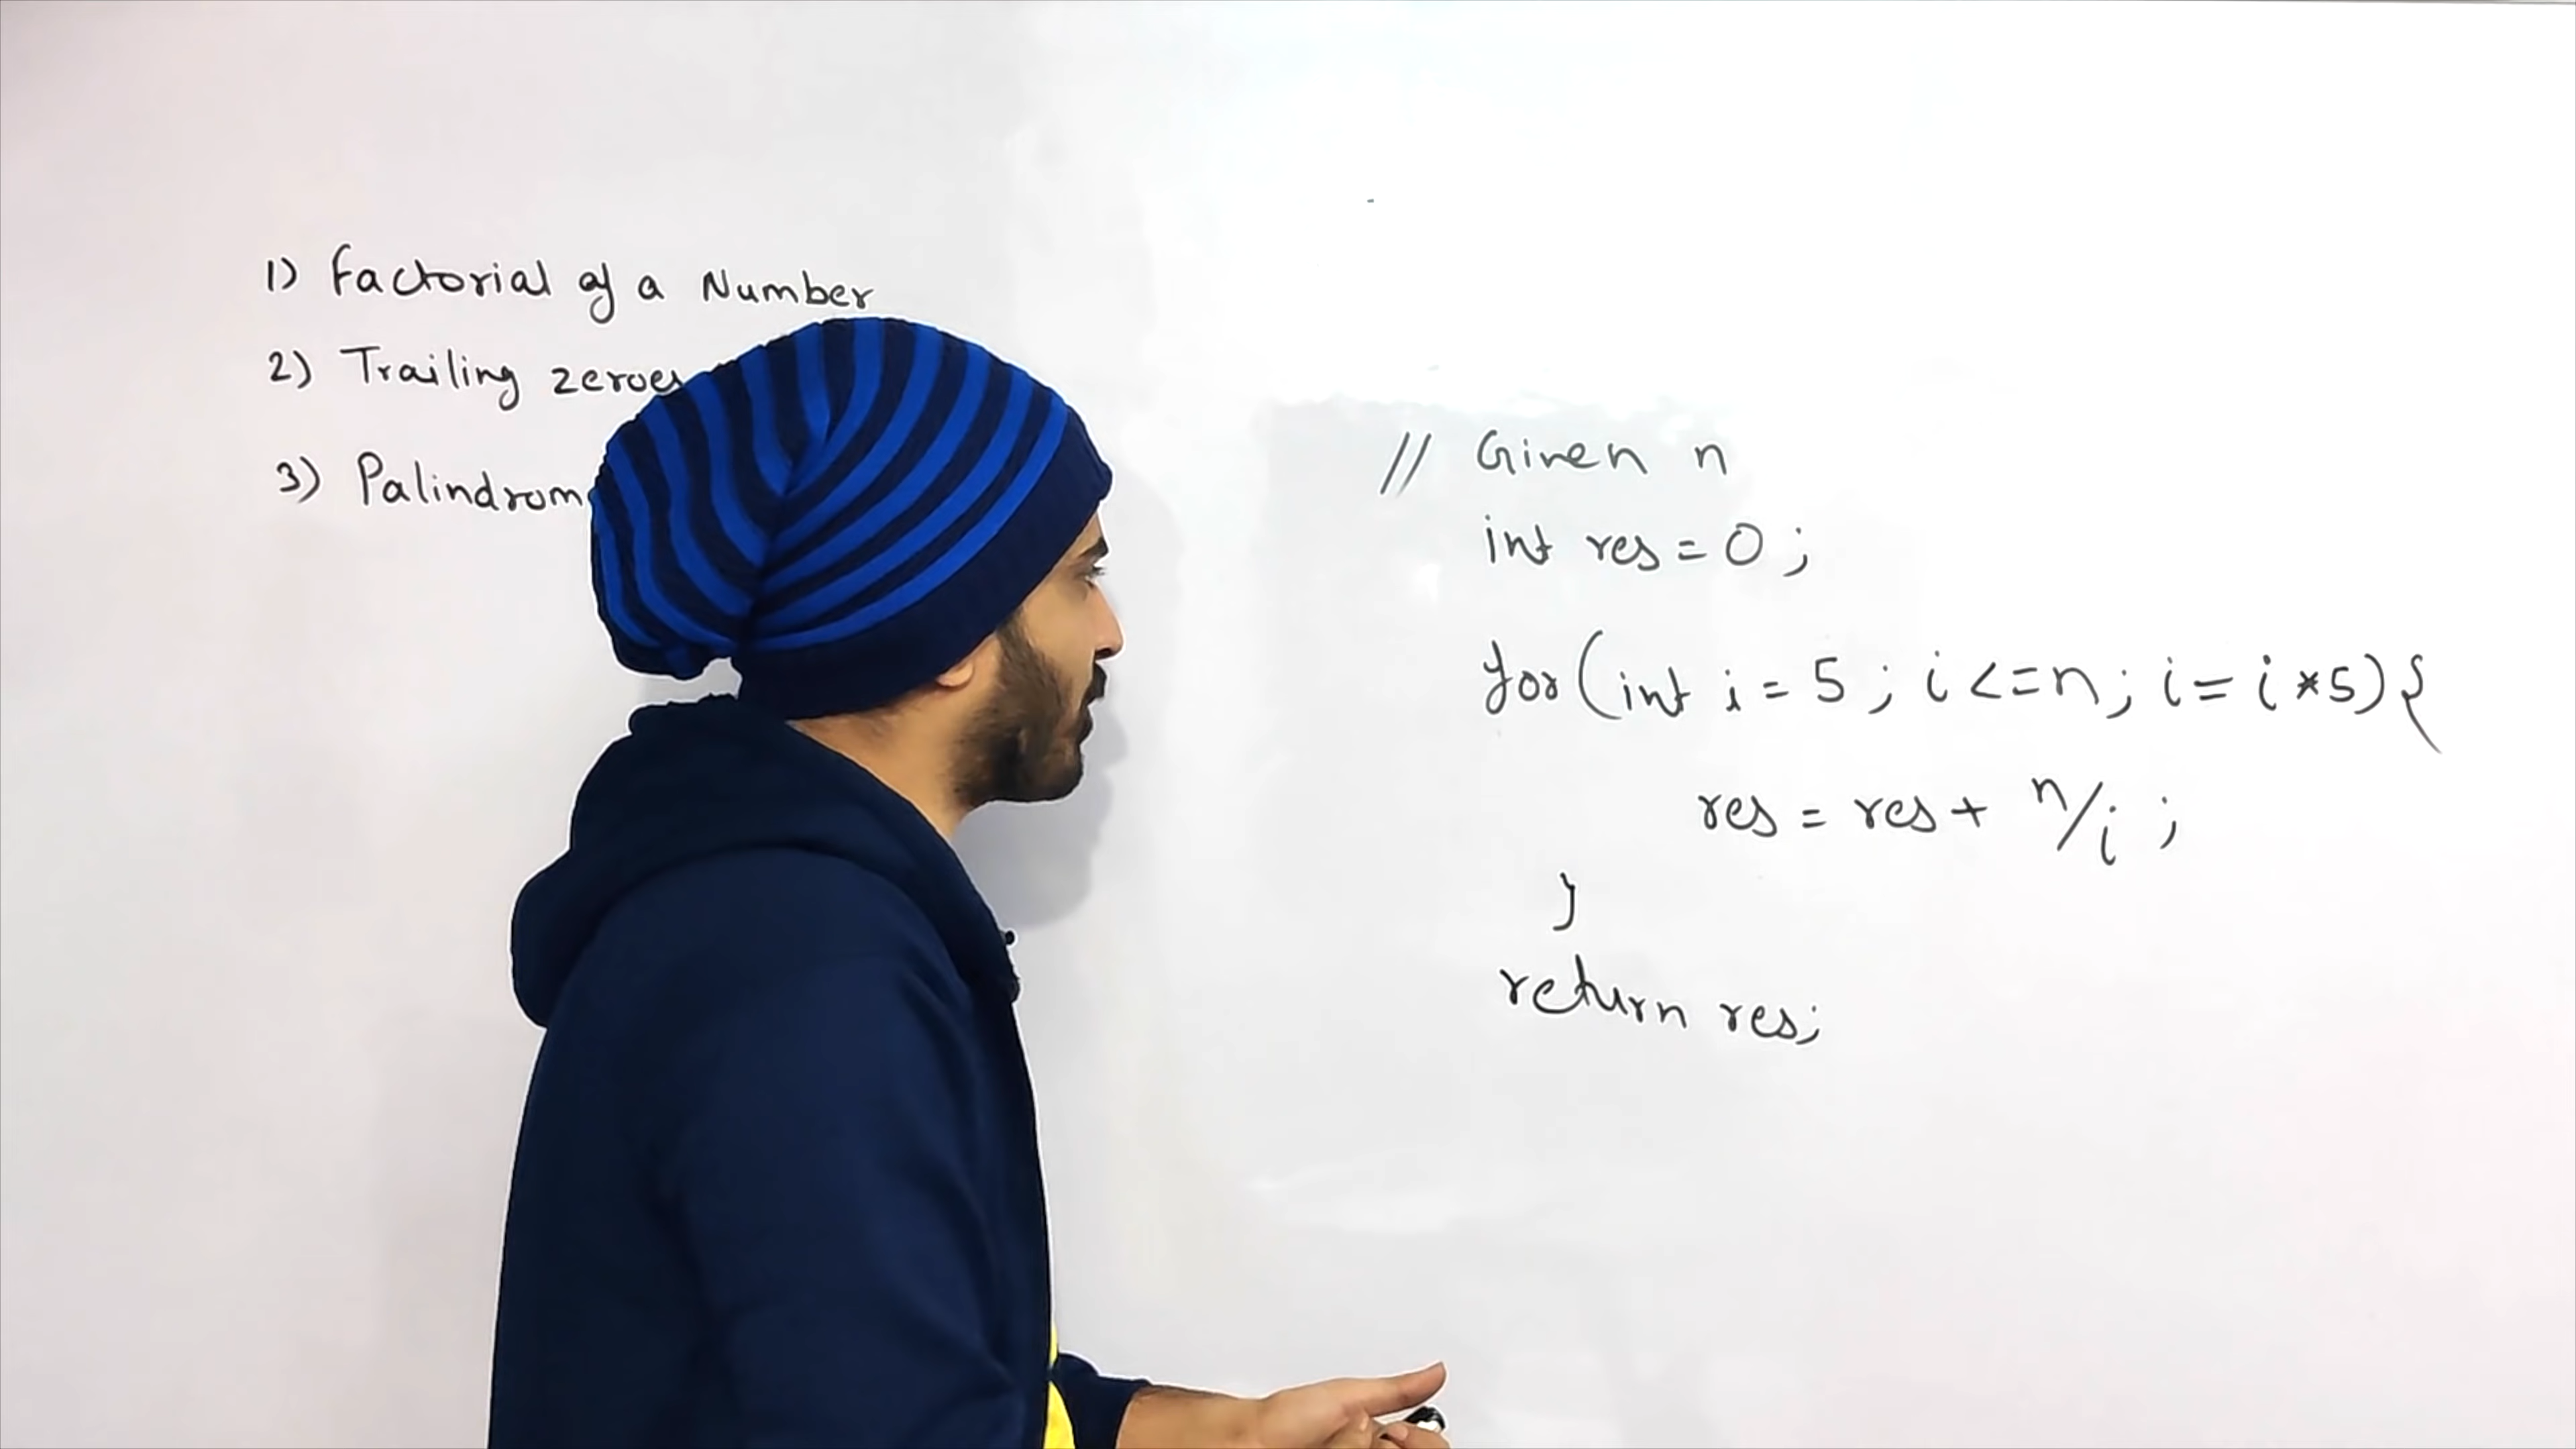 1) Factorial of a Number
2) Trailing zeroes
3)
// Given n
int res = 0 ;
for (int i = 5 ; i <= n ; i = i * 5) {
res = res + n/i ;
}
return res;